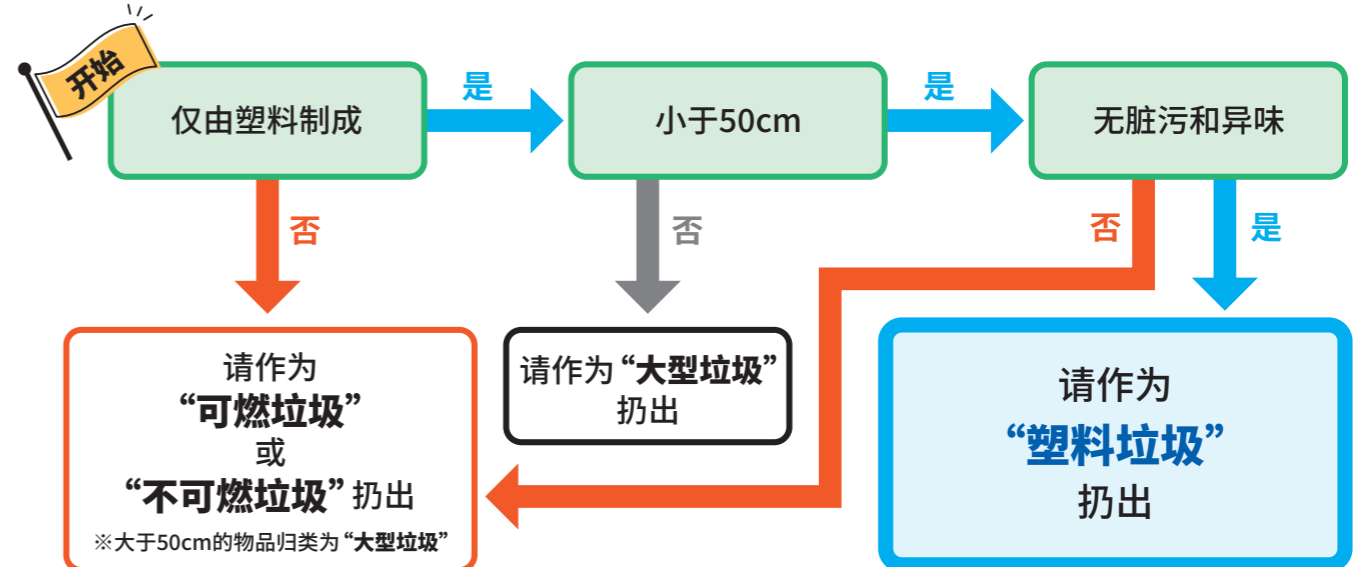 开始
仅由塑料制成
是
小于50cm
是
无脏污和异味
否
否
否
是
请作为
“可燃垃圾”
或
“不可燃垃圾”扔出
※大于50cm的物品归类为“大型垃圾”
请作为“大型垃圾”
扔出
请作为
“塑料垃圾”
扔出